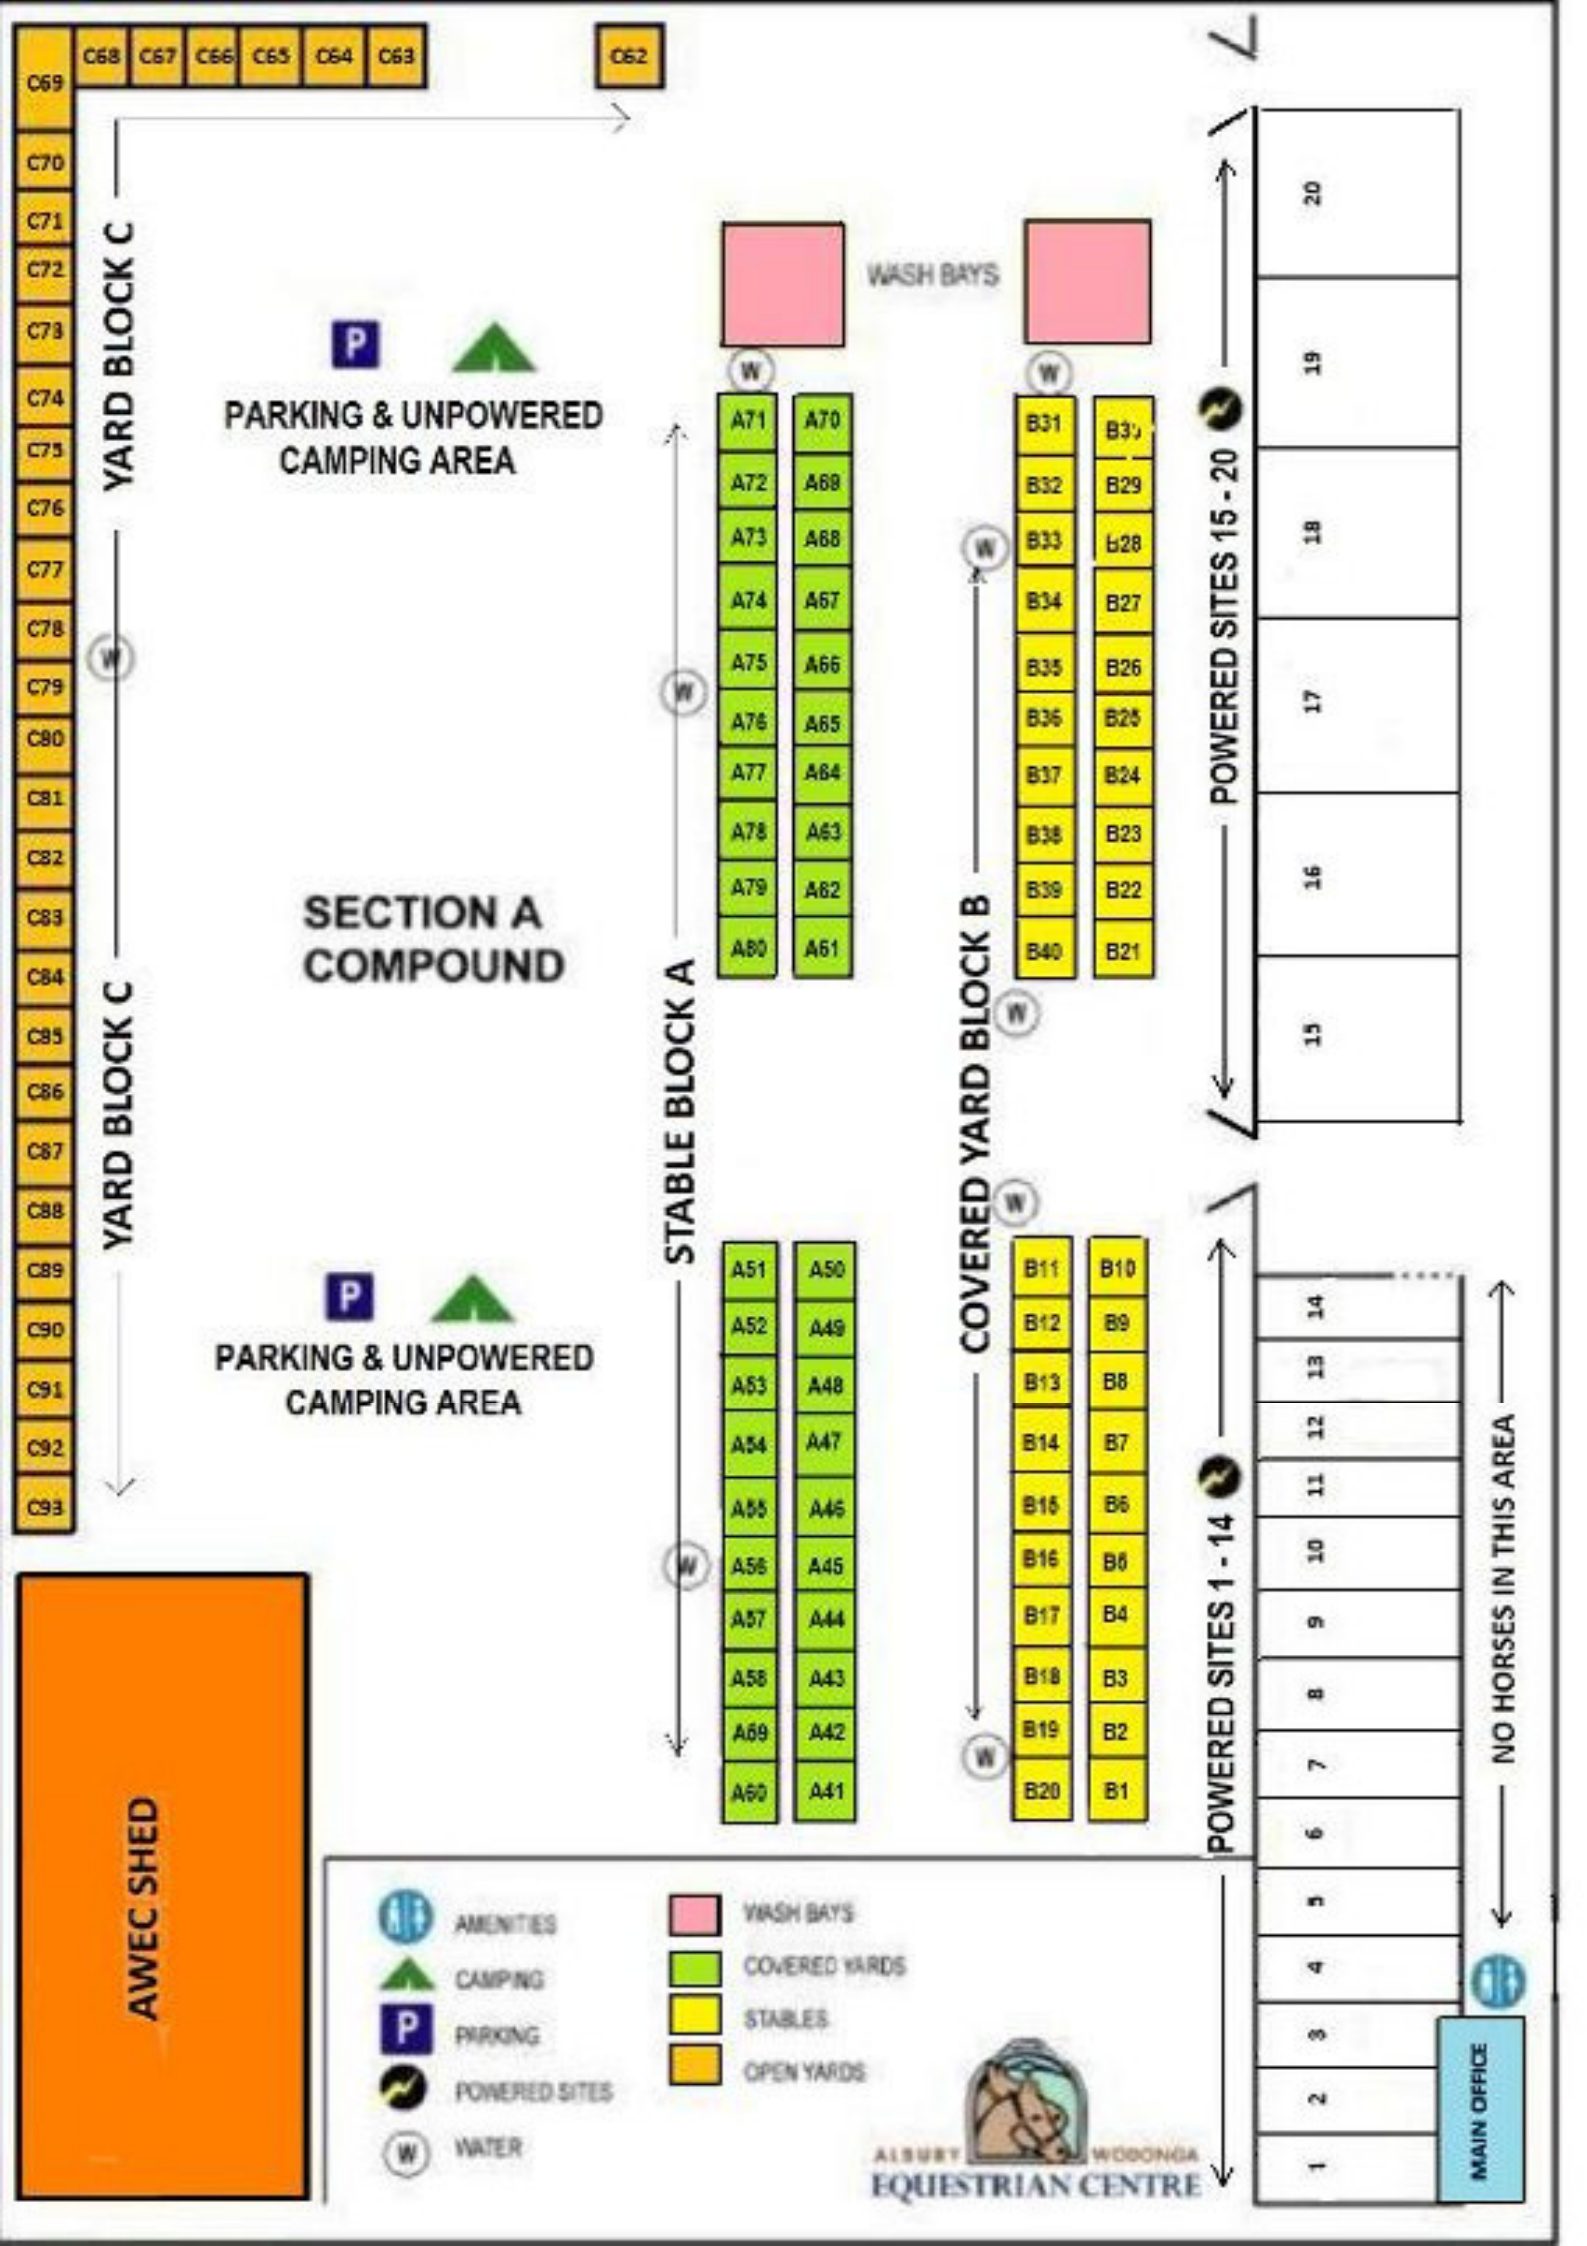 C69
C68
C67
C66
C65
C64
C63
C62
C70
C71
C72
C73
C74
C75
C76
C77
C78
C79
C80
C81
C82
C83
C84
C85
C86
C87
C88
C89
C90
C91
C92
C93
YARD BLOCK C
W
YARD BLOCK C
P
PARKING & UNPOWERED
CAMPING AREA
SECTION A
COMPOUND
P
PARKING & UNPOWERED
CAMPING AREA
AWEC SHED
WASH BAYS
W
W
STABLE BLOCK A
W
W
A71 A70
A72 A69
A73 A68
A74 A67
A75 A66
A76 A65
A77 A64
A78 A63
A79 A62
A80 A61
A51 A50
A52 A49
A53 A48
A54 A47
A55 A46
A56 A45
A57 A44
A58 A43
A59 A42
A60 A41
COVERED YARD BLOCK B
W
W
W
W
B31
B32 B29
B33 B28
B34 B27
B35 B26
B36 B25
B37 B24
B38 B23
B39 B22
B40 B21
B11 B10
B12 B9
B13 B8
B14 B7
B15 B6
B16 B5
B17 B4
B18 B3
B19 B2
B20 B1
POWERED SITES 15 - 20
20
19
18
17
16
15
POWERED SITES 1 - 14
14
13
12
11
10
9
8
7
6
5
4
3
2
1
NO HORSES IN THIS AREA
MAIN OFFICE
AMENITIES
CAMPING
P PARKING
POWERED SITES
W WATER
WASH BAYS
COVERED YARDS
STABLES
OPEN YARDS
ALBURY WODONGA
EQUESTRIAN CENTRE